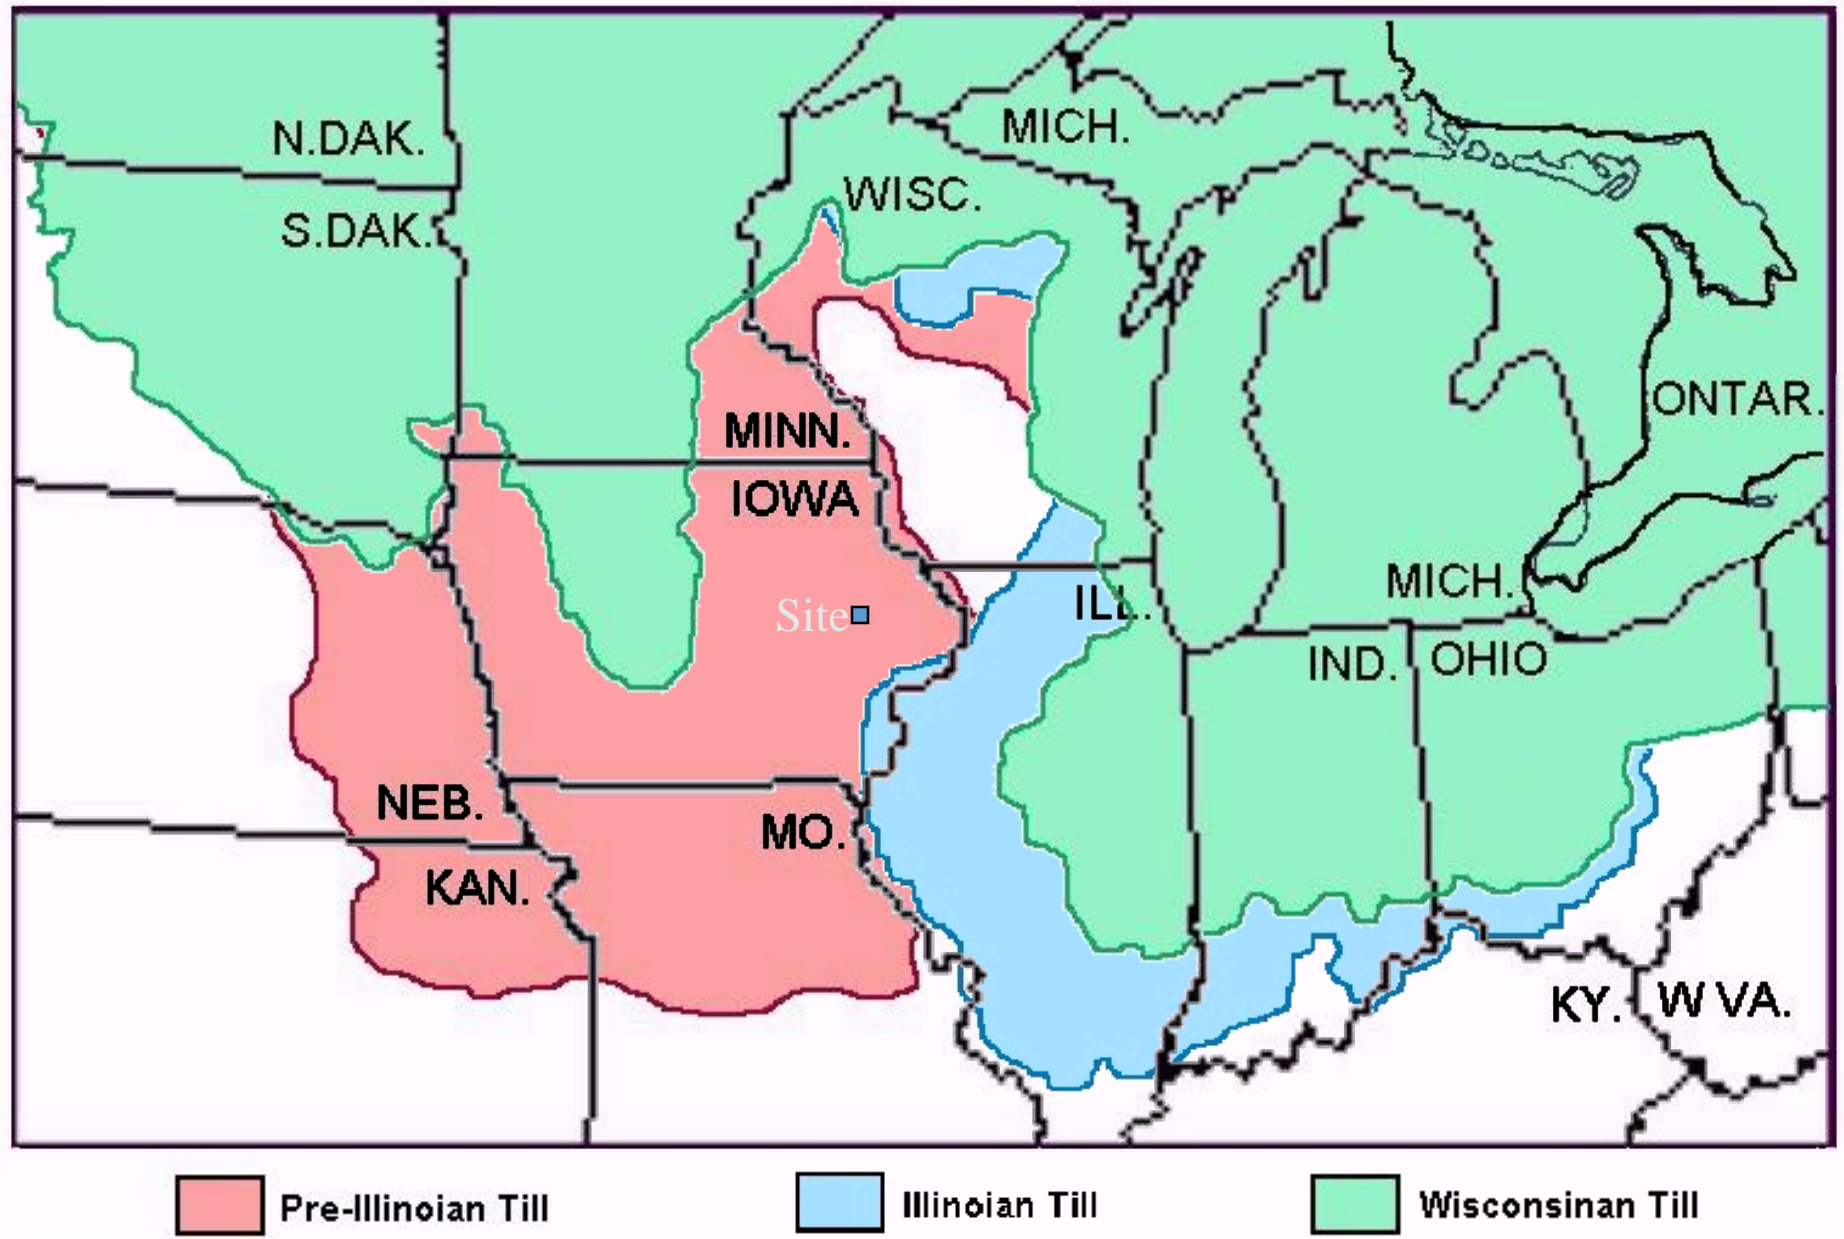 MICH.
N.DAK.
WISC.
S.DAK.
ONTAR.
MINN.
IOWA
MICH.
ILL.
Site
IND.
OHIO
NEB.
MO.
KAN.
KY.
W VA.
Pre-Illinoian Till
Illinoian Till
Wisconsinan Till